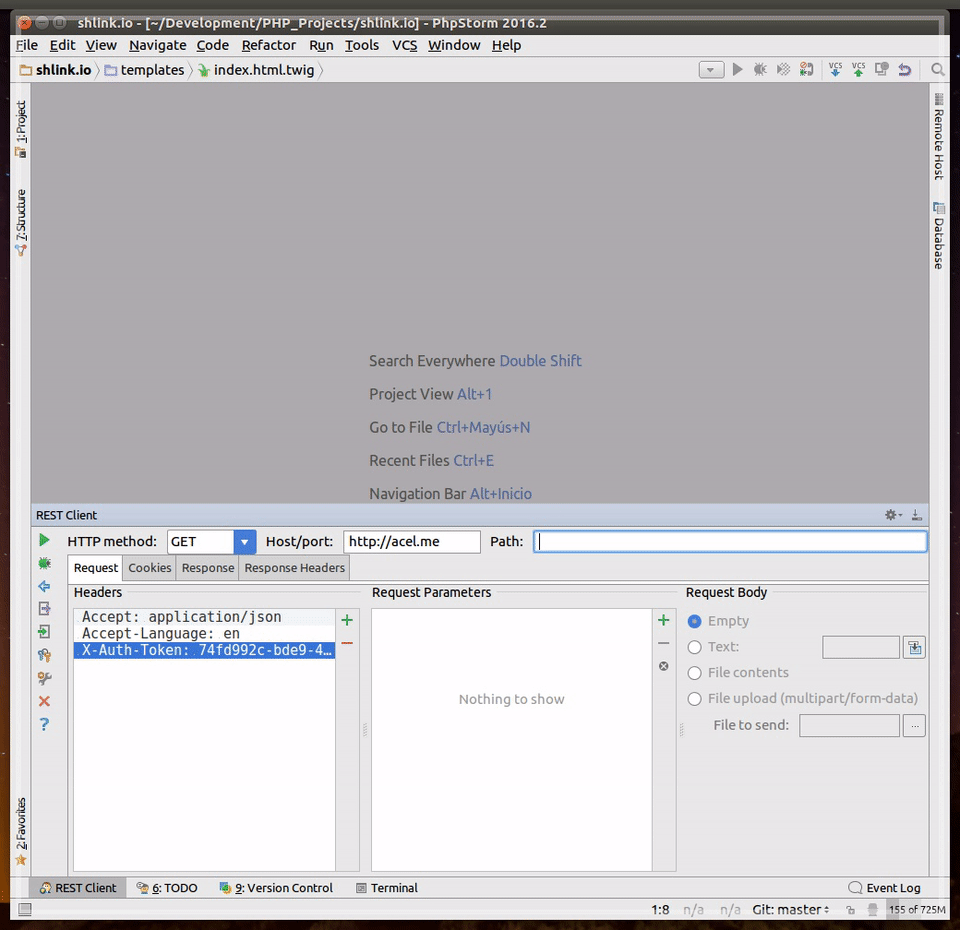 shlink.io - [~/Development/PHP_Projects/shlink.io] - PhpStorm 2016.2
File Edit View Navigate Code Refactor Run Tools VCS Window Help
shlink.io templates index.html.twig
VCS VCS
1: Project
7: Structure
Remote Host
Database
Search Everywhere Double Shift
Project View Alt+1
Go to File Ctrl+Mayús+N
Recent Files Ctrl+E
Navigation Bar Alt+Inicio
REST Client
HTTP method: GET Host/port: http://acel.me Path:
Request Cookies Response Response Headers
Headers Request Parameters Request Body
Accept: application/json
Accept-Language: en
X-Auth-Token: 74fd992c-bde9-4…
Nothing to show
Empty
Text:
File contents
File upload (multipart/form-data)
File to send: ...
2: Favorites
REST Client 6: TODO 9: Version Control Terminal Event Log
1:8 n/a n/a Git: master 155 of 725M